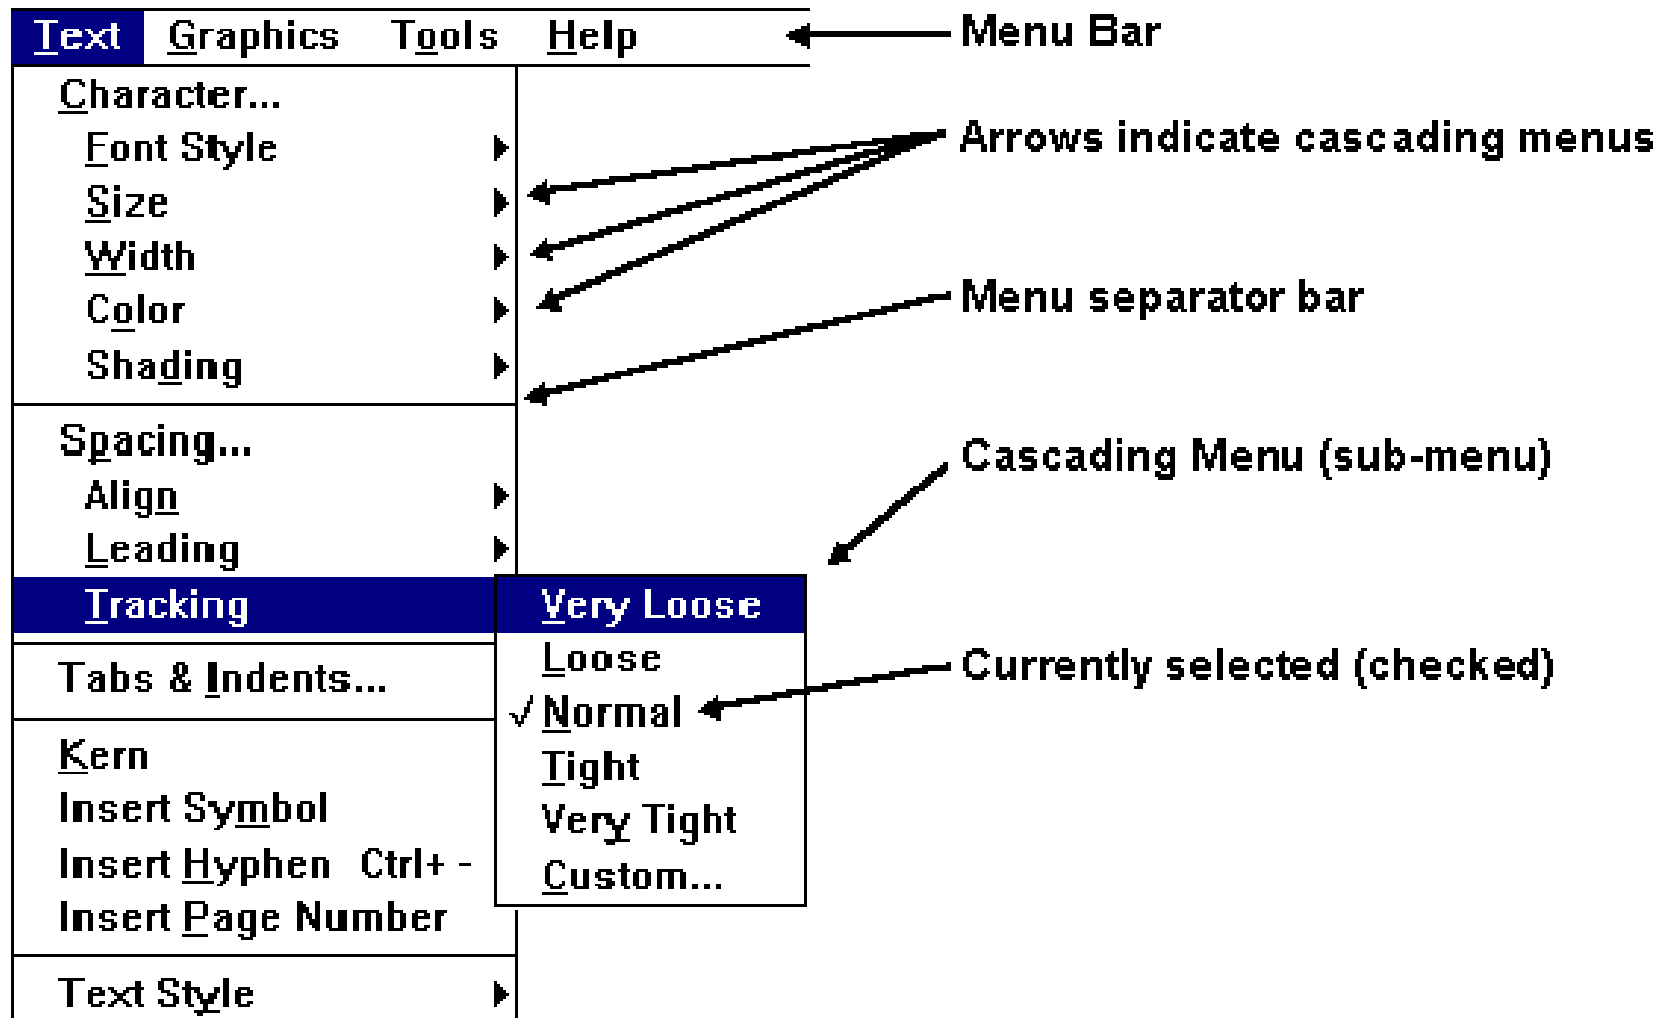 Text Graphics Tools Help
Menu Bar
Character...
Font Style
Arrows indicate cascading menus
Size
Width
Color
Menu separator bar
Shading
Spacing...
Cascading Menu (sub-menu)
Align
Leading
Tracking
Very Loose
Loose
Currently selected (checked)
√ Normal
Tight
Very Tight
Custom...
Tabs & Indents...
Kern
Insert Symbol
Insert Hyphen Ctrl+ -
Insert Page Number
Text Style